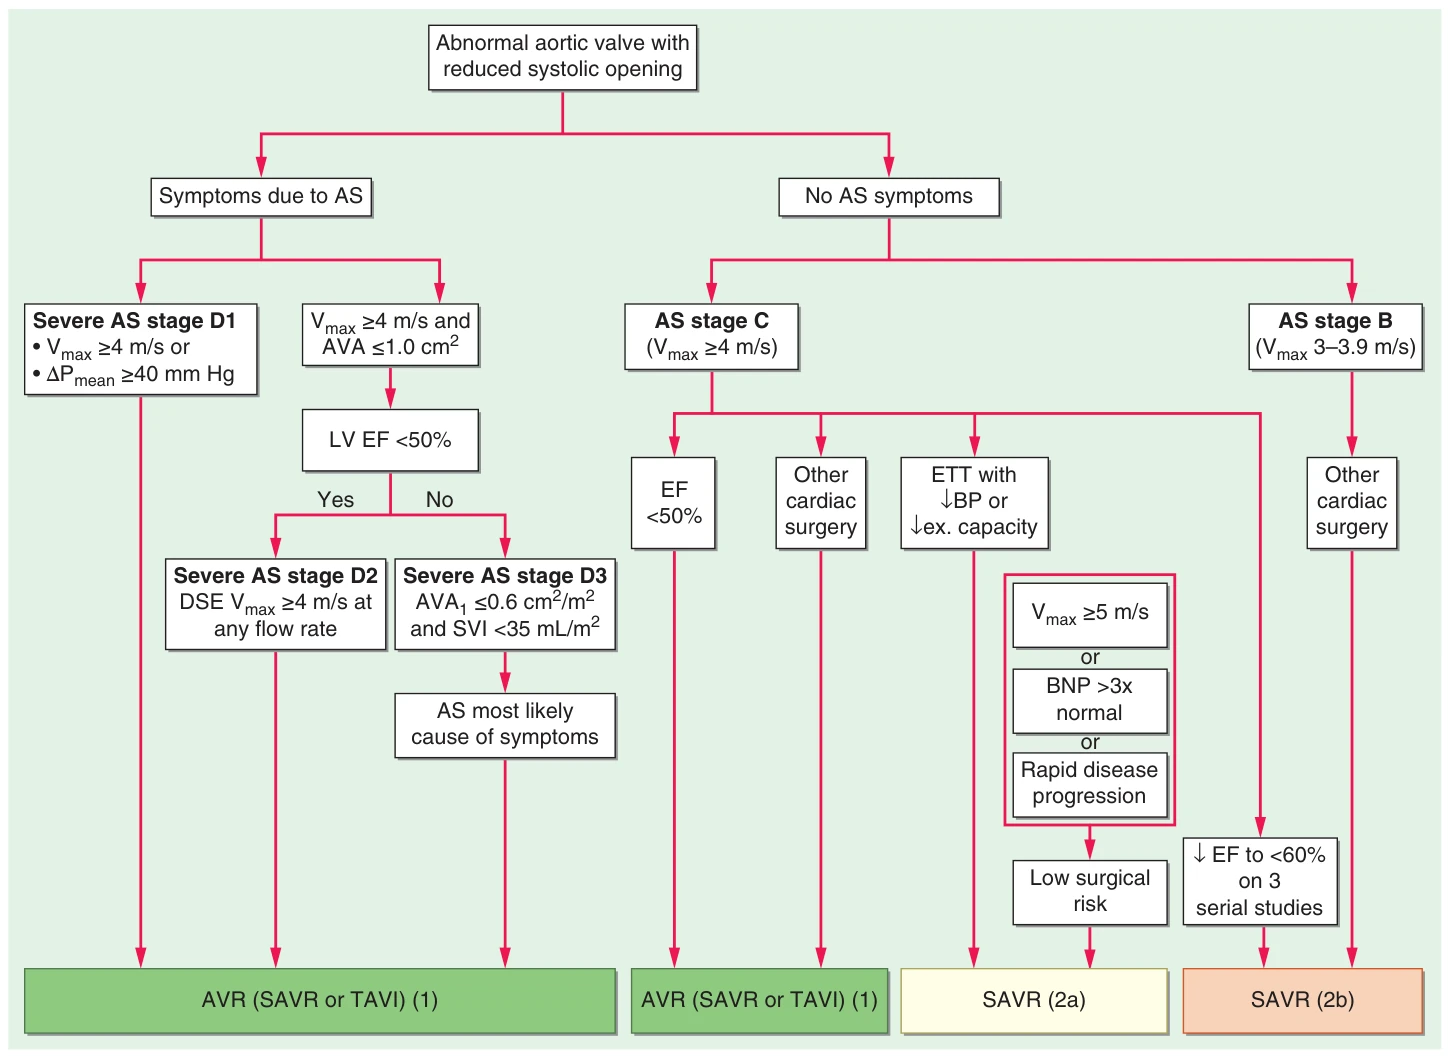 Abnormal aortic valve with
reduced systolic opening
Symptoms due to AS
No AS symptoms
Severe AS stage D1
• Vmax ≥4 m/s or
• ΔPmean ≥40 mm Hg
Vmax ≥4 m/s and
AVA ≤1.0 cm²
AS stage C
(Vmax ≥4 m/s)
AS stage B
(Vmax 3–3.9 m/s)
LV EF <50%
Yes
No
EF
<50%
Other
cardiac
surgery
ETT with
↓BP or
↓ex. capacity
Other
cardiac
surgery
Severe AS stage D2
DSE Vmax ≥4 m/s at
any flow rate
Severe AS stage D3
AVA₁ ≤0.6 cm²/m²
and SVI <35 mL/m²
AS most likely
cause of symptoms
Vmax ≥5 m/s
or
BNP >3x
normal
or
Rapid disease
progression
Low surgical
risk
↓ EF to <60%
on 3
serial studies
AVR (SAVR or TAVI) (1)
AVR (SAVR or TAVI) (1)
SAVR (2a)
SAVR (2b)